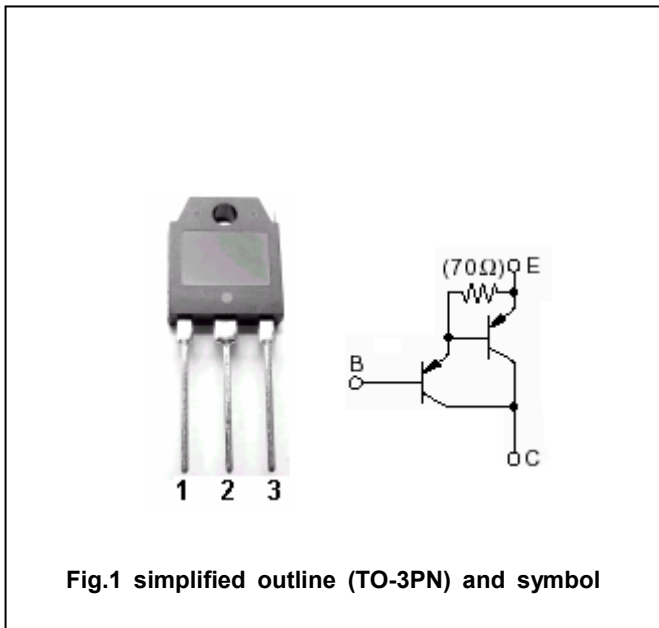 (70Ω)
E
B
C
1 2 3
Fig.1 simplified outline (TO-3PN) and symbol